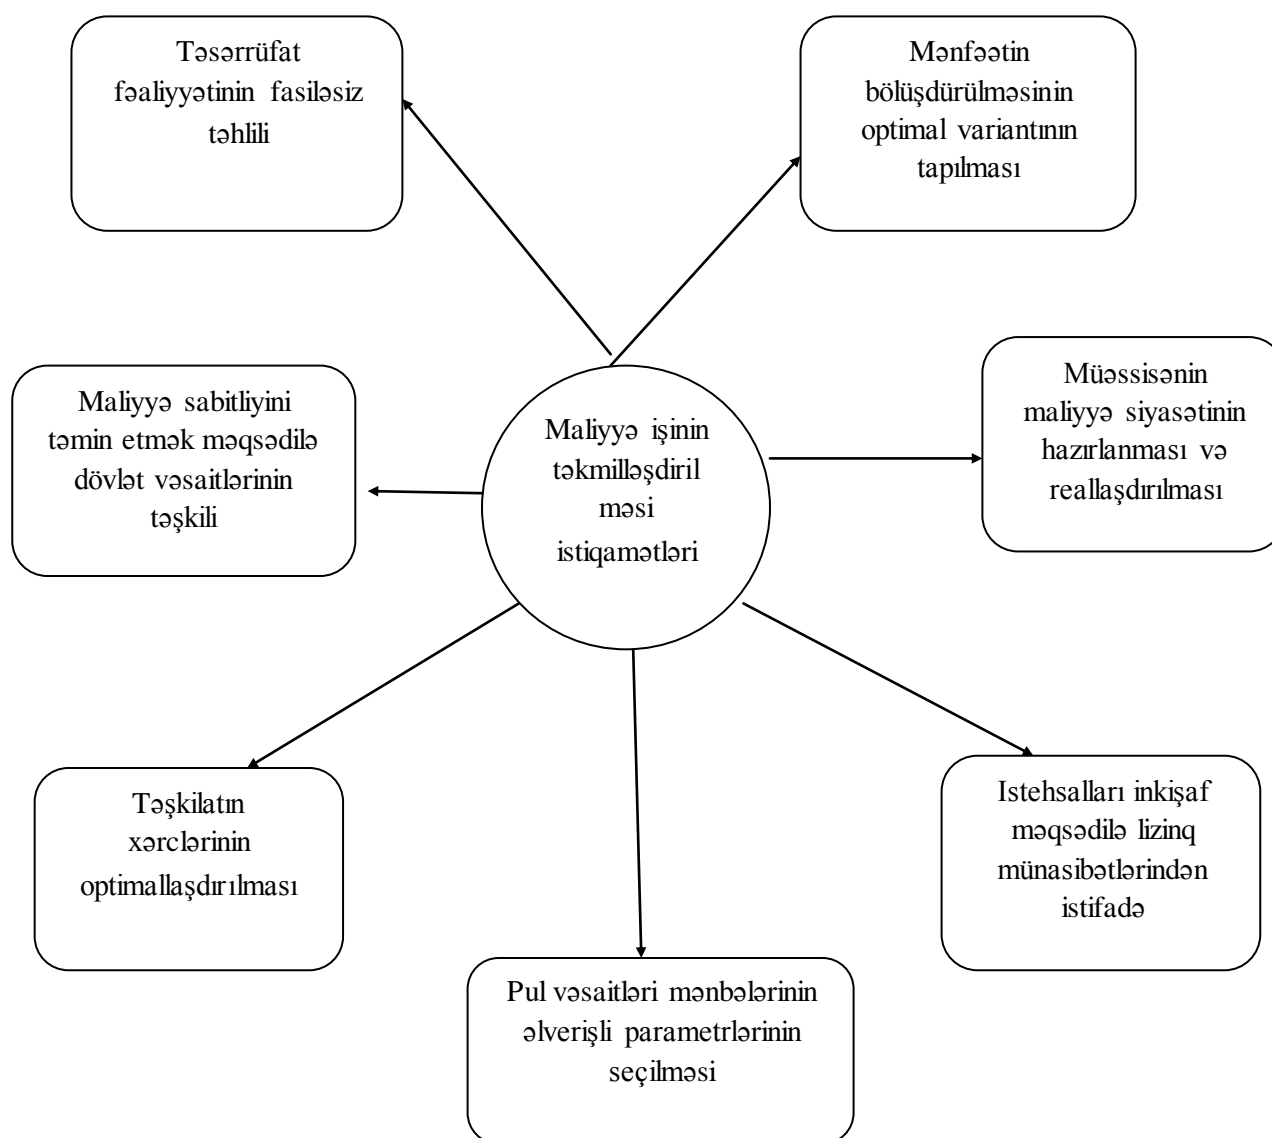 Təsərrüfat
fəaliyyətinin fasiləsiz
təhlili
Mənfəətin
bölüşdürülməsinin
optimal variantının
tapılması
Maliyyə sabitliyini
təmin etmək məqsədilə
dövlət vəsaitlərinin
təşkili
Maliyyə işinin
təkmilləşdiril
məsi
istiqamətləri
Müəssisənin
maliyyə siyasətinin
hazırlanması və
reallaşdırılması
Təşkilatın
xərclərinin
optimallaşdırılması
Istehsalları inkişaf
məqsədilə lizinq
münasibətlərindən
istifadə
Pul vəsaitləri mənbələrinin
əlverişli parametrlərinin
seçilməsi